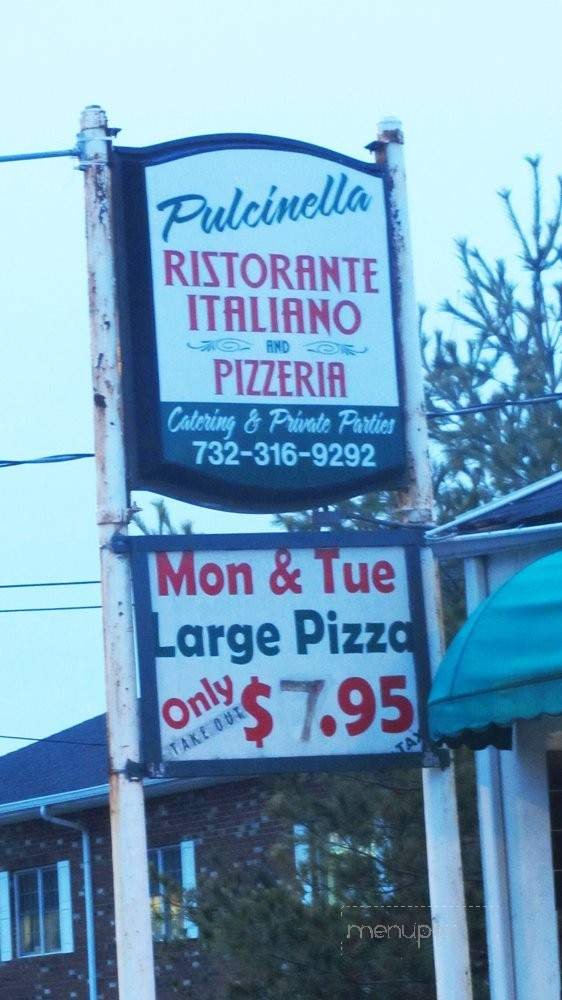 Pulcinella
RISTORANTE
ITALIANO
AND
PIZZERIA
Catering & Private Parties
732-316-9292
Mon & Tue
Large Pizza
Only $7.95
TAKE OUT
TAX
menupix